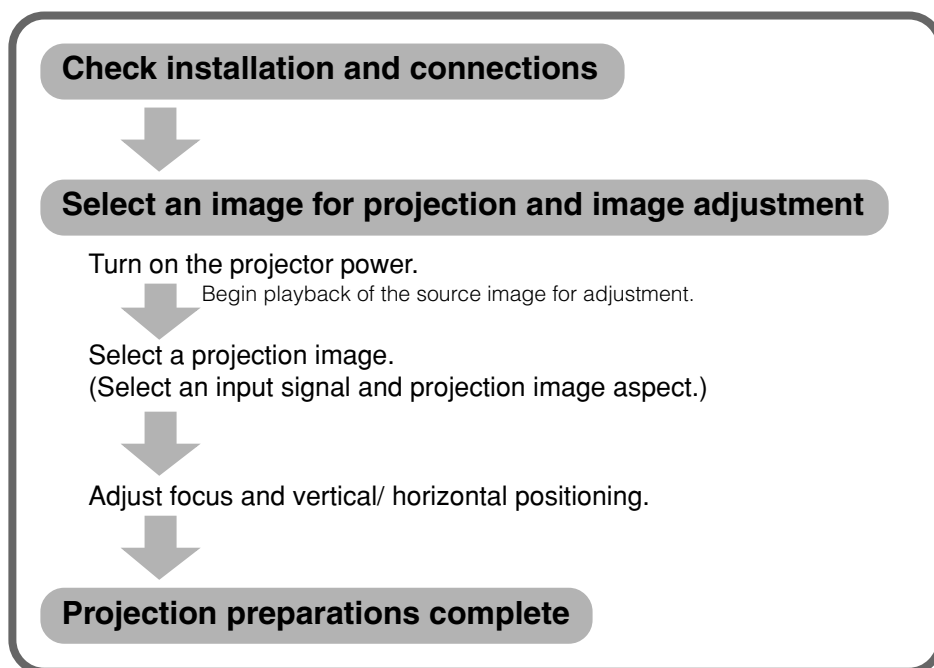 Check installation and connections
Select an image for projection and image adjustment
Turn on the projector power.
Begin playback of the source image for adjustment.
Select a projection image.
(Select an input signal and projection image aspect.)
Adjust focus and vertical/ horizontal positioning.
Projection preparations complete